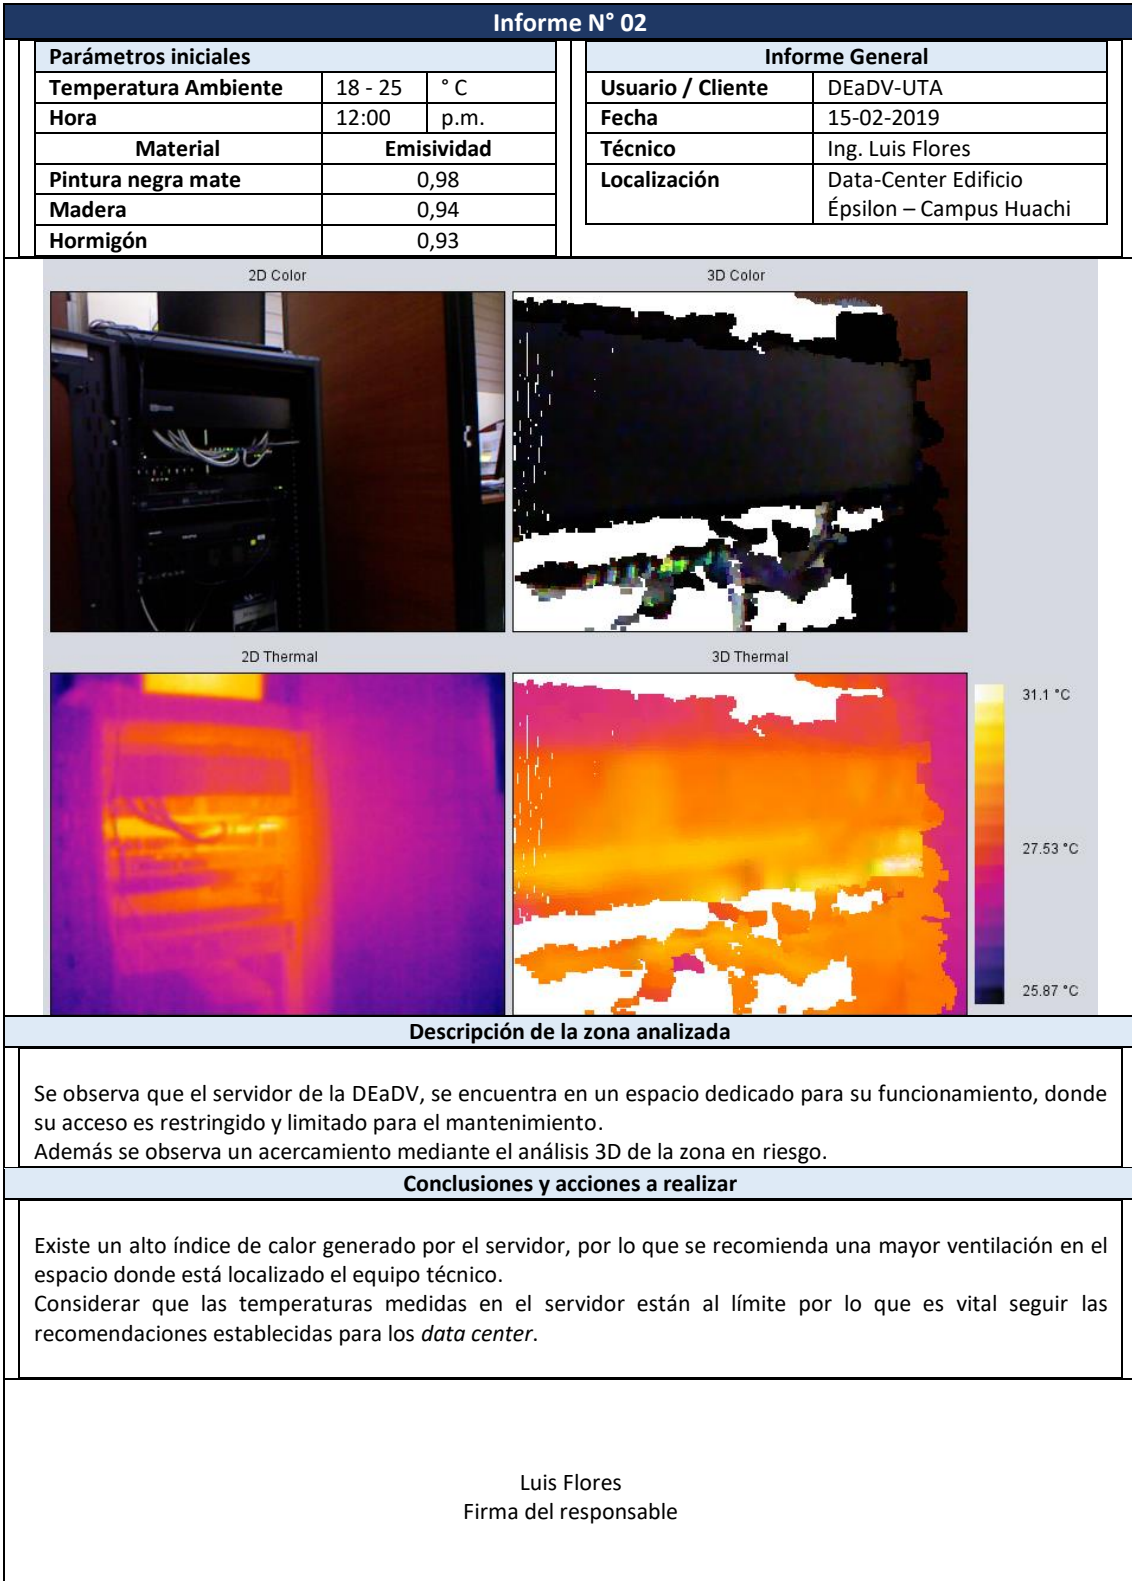 Informe N° 02
Parámetros iniciales
Temperatura Ambiente 18 - 25 ° C
Hora 12:00 p.m.
Material Emisividad
Pintura negra mate 0,98
Madera 0,94
Hormigón 0,93
Informe General
Usuario / Cliente DEaDV-UTA
Fecha 15-02-2019
Técnico Ing. Luis Flores
Localización Data-Center Edificio
Épsilon – Campus Huachi
2D Color
3D Color
2D Thermal
3D Thermal
31.1 °C
27.53 °C
25.87 °C
Descripción de la zona analizada
Se observa que el servidor de la DEaDV, se encuentra en un espacio dedicado para su funcionamiento, donde
su acceso es restringido y limitado para el mantenimiento.
Además se observa un acercamiento mediante el análisis 3D de la zona en riesgo.
Conclusiones y acciones a realizar
Existe un alto índice de calor generado por el servidor, por lo que se recomienda una mayor ventilación en el
espacio donde está localizado el equipo técnico.
Considerar que las temperaturas medidas en el servidor están al límite por lo que es vital seguir las
recomendaciones establecidas para los data center.
Luis Flores
Firma del responsable